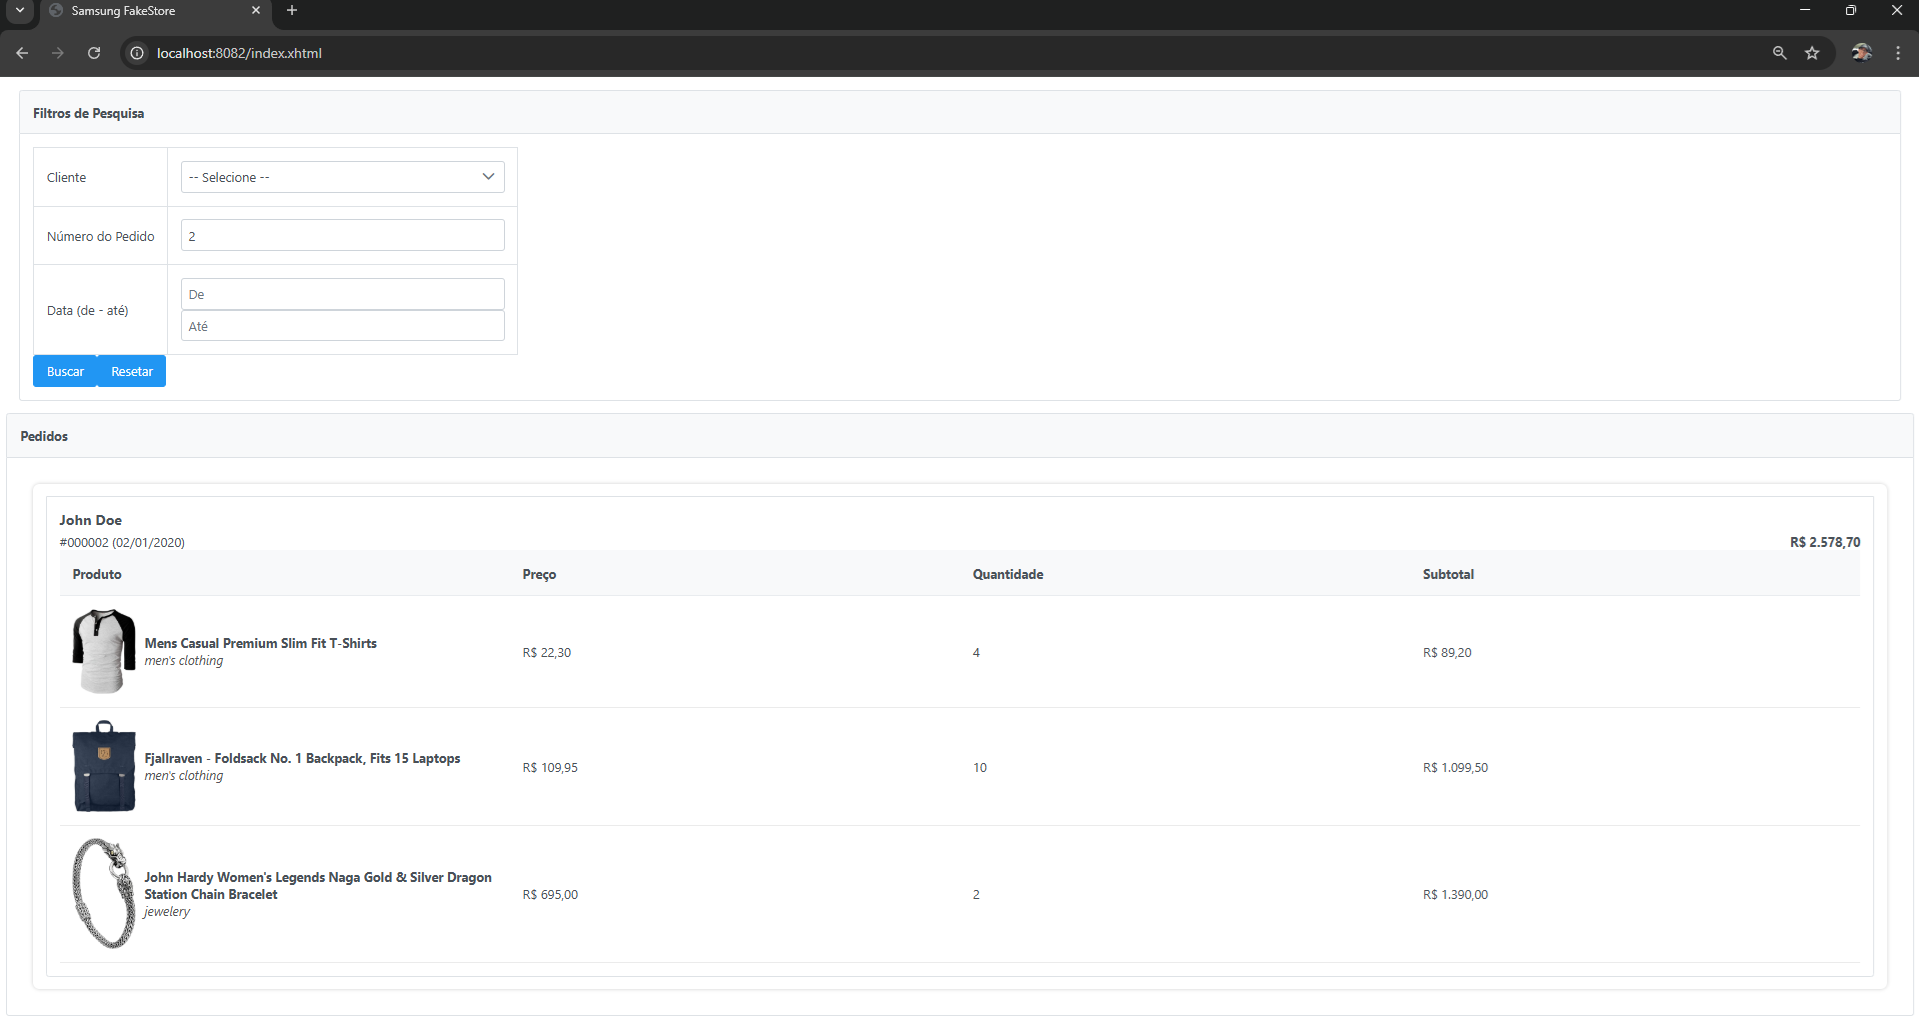 Samsung FakeStore
localhost:8082/index.xhtml
Filtros de Pesquisa
Cliente
-- Selecione --
Número do Pedido
2
Data (de - até)
De
Até
Buscar
Resetar
Pedidos
John Doe
#000002 (02/01/2020)
R$ 2.578,70
Produto
Preço
Quantidade
Subtotal
Mens Casual Premium Slim Fit T-Shirts
men's clothing
R$ 22,30
4
R$ 89,20
Fjallraven - Foldsack No. 1 Backpack, Fits 15 Laptops
men's clothing
R$ 109,95
10
R$ 1.099,50
John Hardy Women's Legends Naga Gold & Silver Dragon
Station Chain Bracelet
jewelery
R$ 695,00
2
R$ 1.390,00